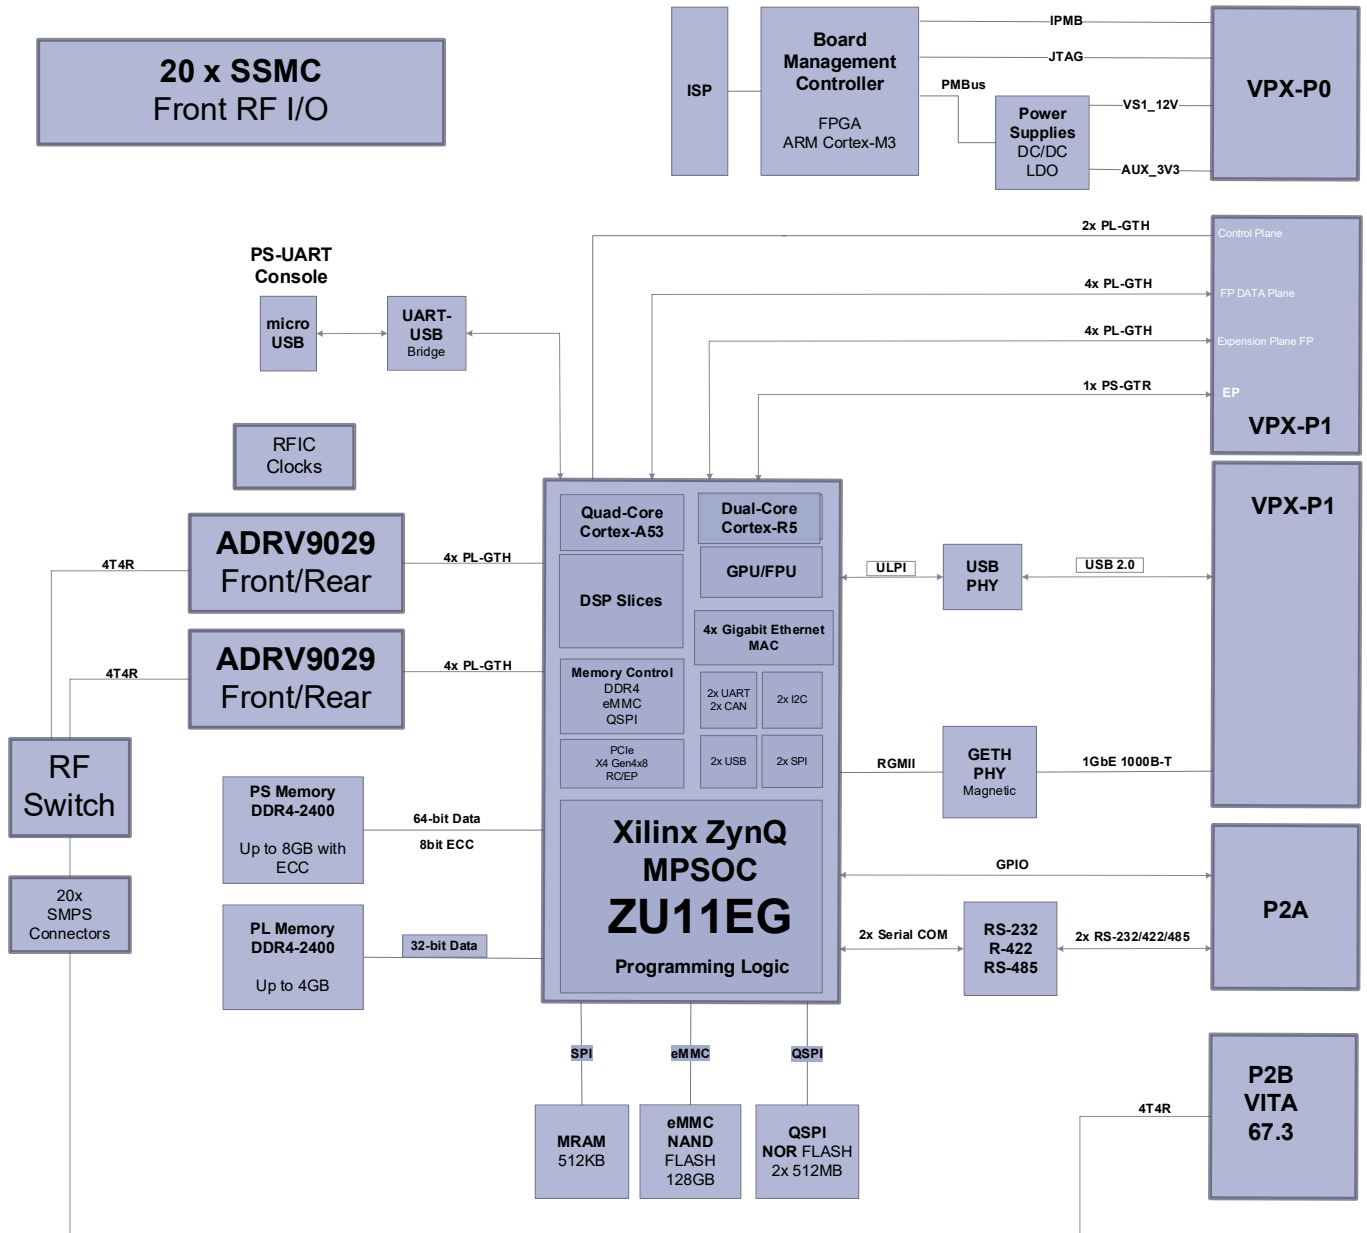 20 x SSMC
Front RF I/O
ISP
Board
Management
Controller
FPGA
ARM Cortex-M3
IPMB
JTAG
PMBus
Power
Supplies
DC/DC
LDO
VS1_12V
AUX_3V3
VPX-P0
PS-UART
Console
micro
USB
UART-
USB
Bridge
2x PL-GTH
4x PL-GTH
4x PL-GTH
1x PS-GTR
Control Plane
FP DATA Plane
Expension Plane FP
EP
VPX-P1
RFIC
Clocks
ADRV9029
Front/Rear
4T4R
4x PL-GTH
ADRV9029
Front/Rear
4T4R
4x PL-GTH
RF
Switch
20x
SMPS
Connectors
PS Memory
DDR4-2400
Up to 8GB with
ECC
64-bit Data
8bit ECC
PL Memory
DDR4-2400
Up to 4GB
32-bit Data
Quad-Core
Cortex-A53
Dual-Core
Cortex-R5
DSP Slices
GPU/FPU
4x Gigabit Ethernet
MAC
Memory Control
DDR4
eMMC
QSPI
2x UART
2x CAN
2x I2C
PCIe
X4 Gen4x8
RC/EP
2x USB
2x SPI
Xilinx ZynQ
MPSOC
ZU11EG
Programming Logic
ULPI
USB
PHY
USB 2.0
VPX-P1
RGMII
GETH
PHY
Magnetic
1GbE 1000B-T
GPIO
2x Serial COM
RS-232
R-422
RS-485
2x RS-232/422/485
P2A
SPI
eMMC
QSPI
MRAM
512KB
eMMC
NAND
FLASH
128GB
QSPI
NOR FLASH
2x 512MB
4T4R
P2B
VITA
67.3